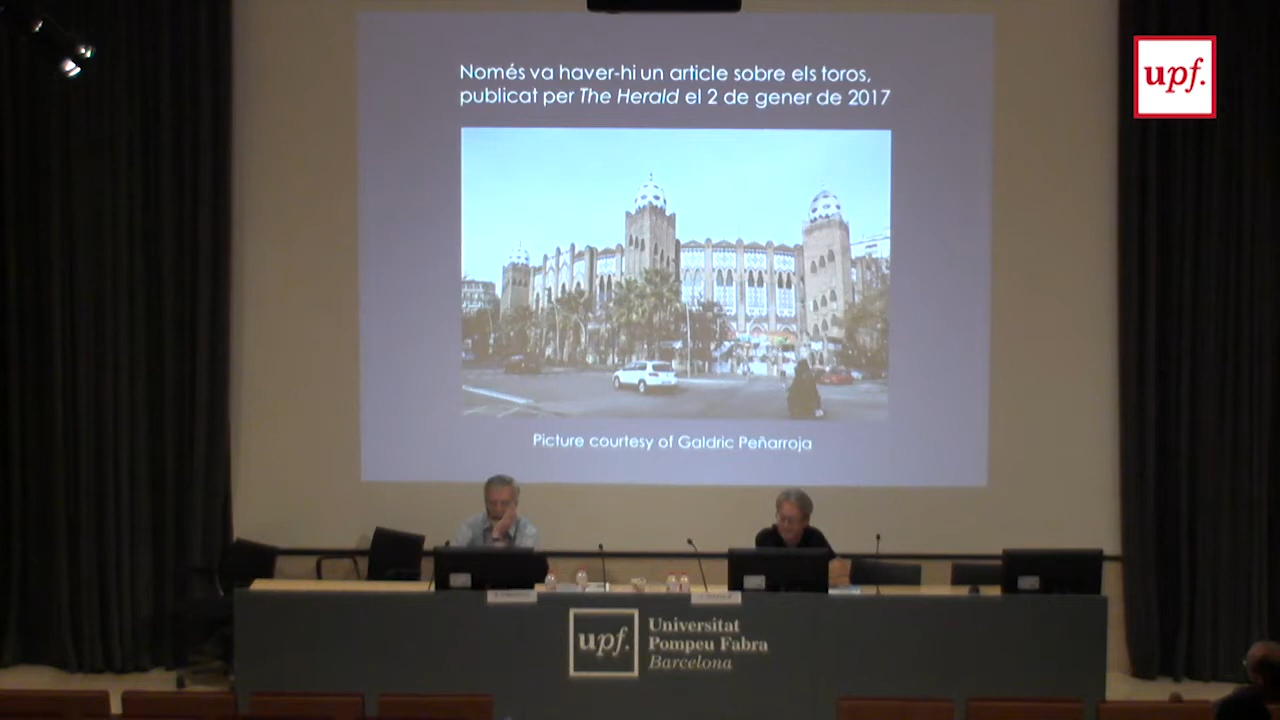 Només va haver-hi un article sobre els toros,
publicat per The Herald el 2 de gener de 2017
upf.
Picture courtesy of Galdric Peñarroja
upf.
Universitat
Pompeu Fabra
Barcelona